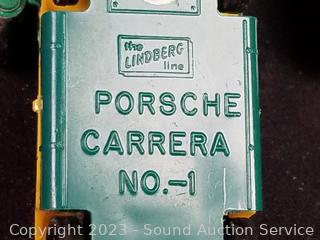 the
LINDBERG
line
PORSCHE
CARRERA
NO.-1
Copyright 2023 - Sound Auction Service